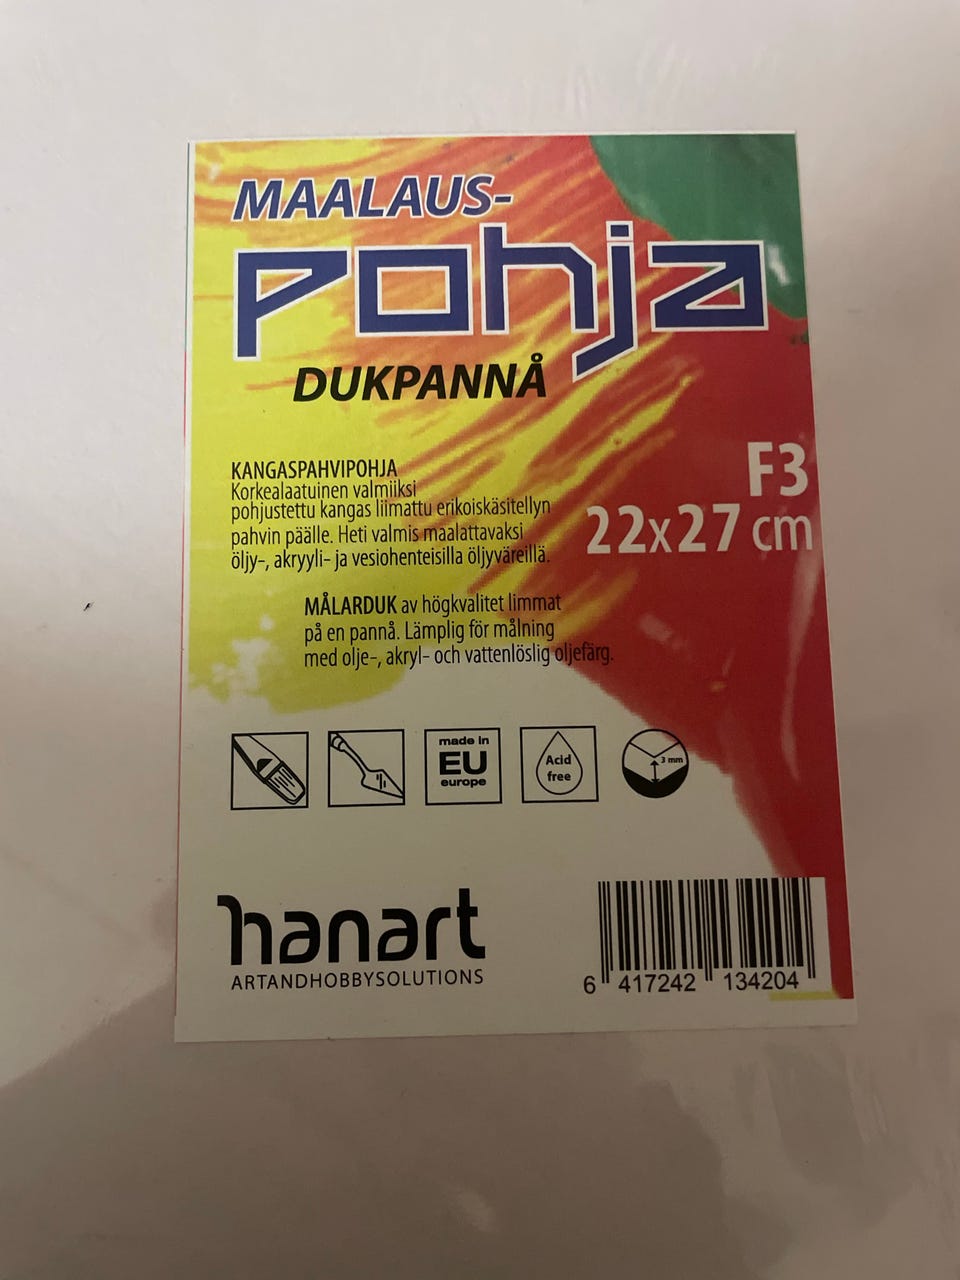 MAALAUS-
pohja
DUKPANNÅ
KANGASPAHVIPOHJA
Korkealaatuinen valmiiksi
pohjustettu kangas liimattu erikoiskäsitellyn
pahvin päälle. Heti valmis maalattavaksi
öljy-, akryyli- ja vesiohenteisilla öljyväreillä.
F3
22x27 cm
MÅLARDUK av högkvalitet limmat
på en pannå. Lämplig för målning
med olje-, akryl- och vattenlöslig oljefärg.
made in
EU
europe
Acid
free
3 mm
hanart
ARTANDHOBBYSOLUTIONS
6 417242 134204